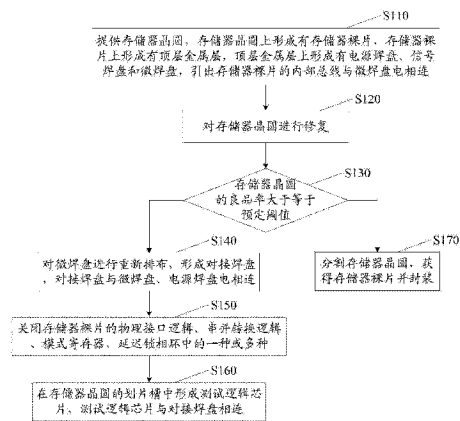 S110
提供存储器晶圆，存储器晶圆上形成有存储器裸片、存储器裸
片上形成有顶层金属层，顶层金属层上形成有电源焊盘、信号
焊盘和微焊盘，引出存储器裸片的内部总线与微焊盘电相连
S120
对存储器晶圆进行修复
S130
存储器晶圆
的良品率大于等于
预定阈值
S140
对微焊盘进行重新排布，形成对接焊盘
，对接焊盘与微焊盘、电源焊盘电相连
S170
分割存储器晶圆，获
得存储器裸片并封装
S150
关闭存储器裸片的物理接口逻辑、串并转换逻辑
、模式寄存器、延迟锁相环中的一种或多种
S160
在存储器晶圆的划片槽中形成测试逻辑芯
片，测试逻辑芯片与对接焊盘相连